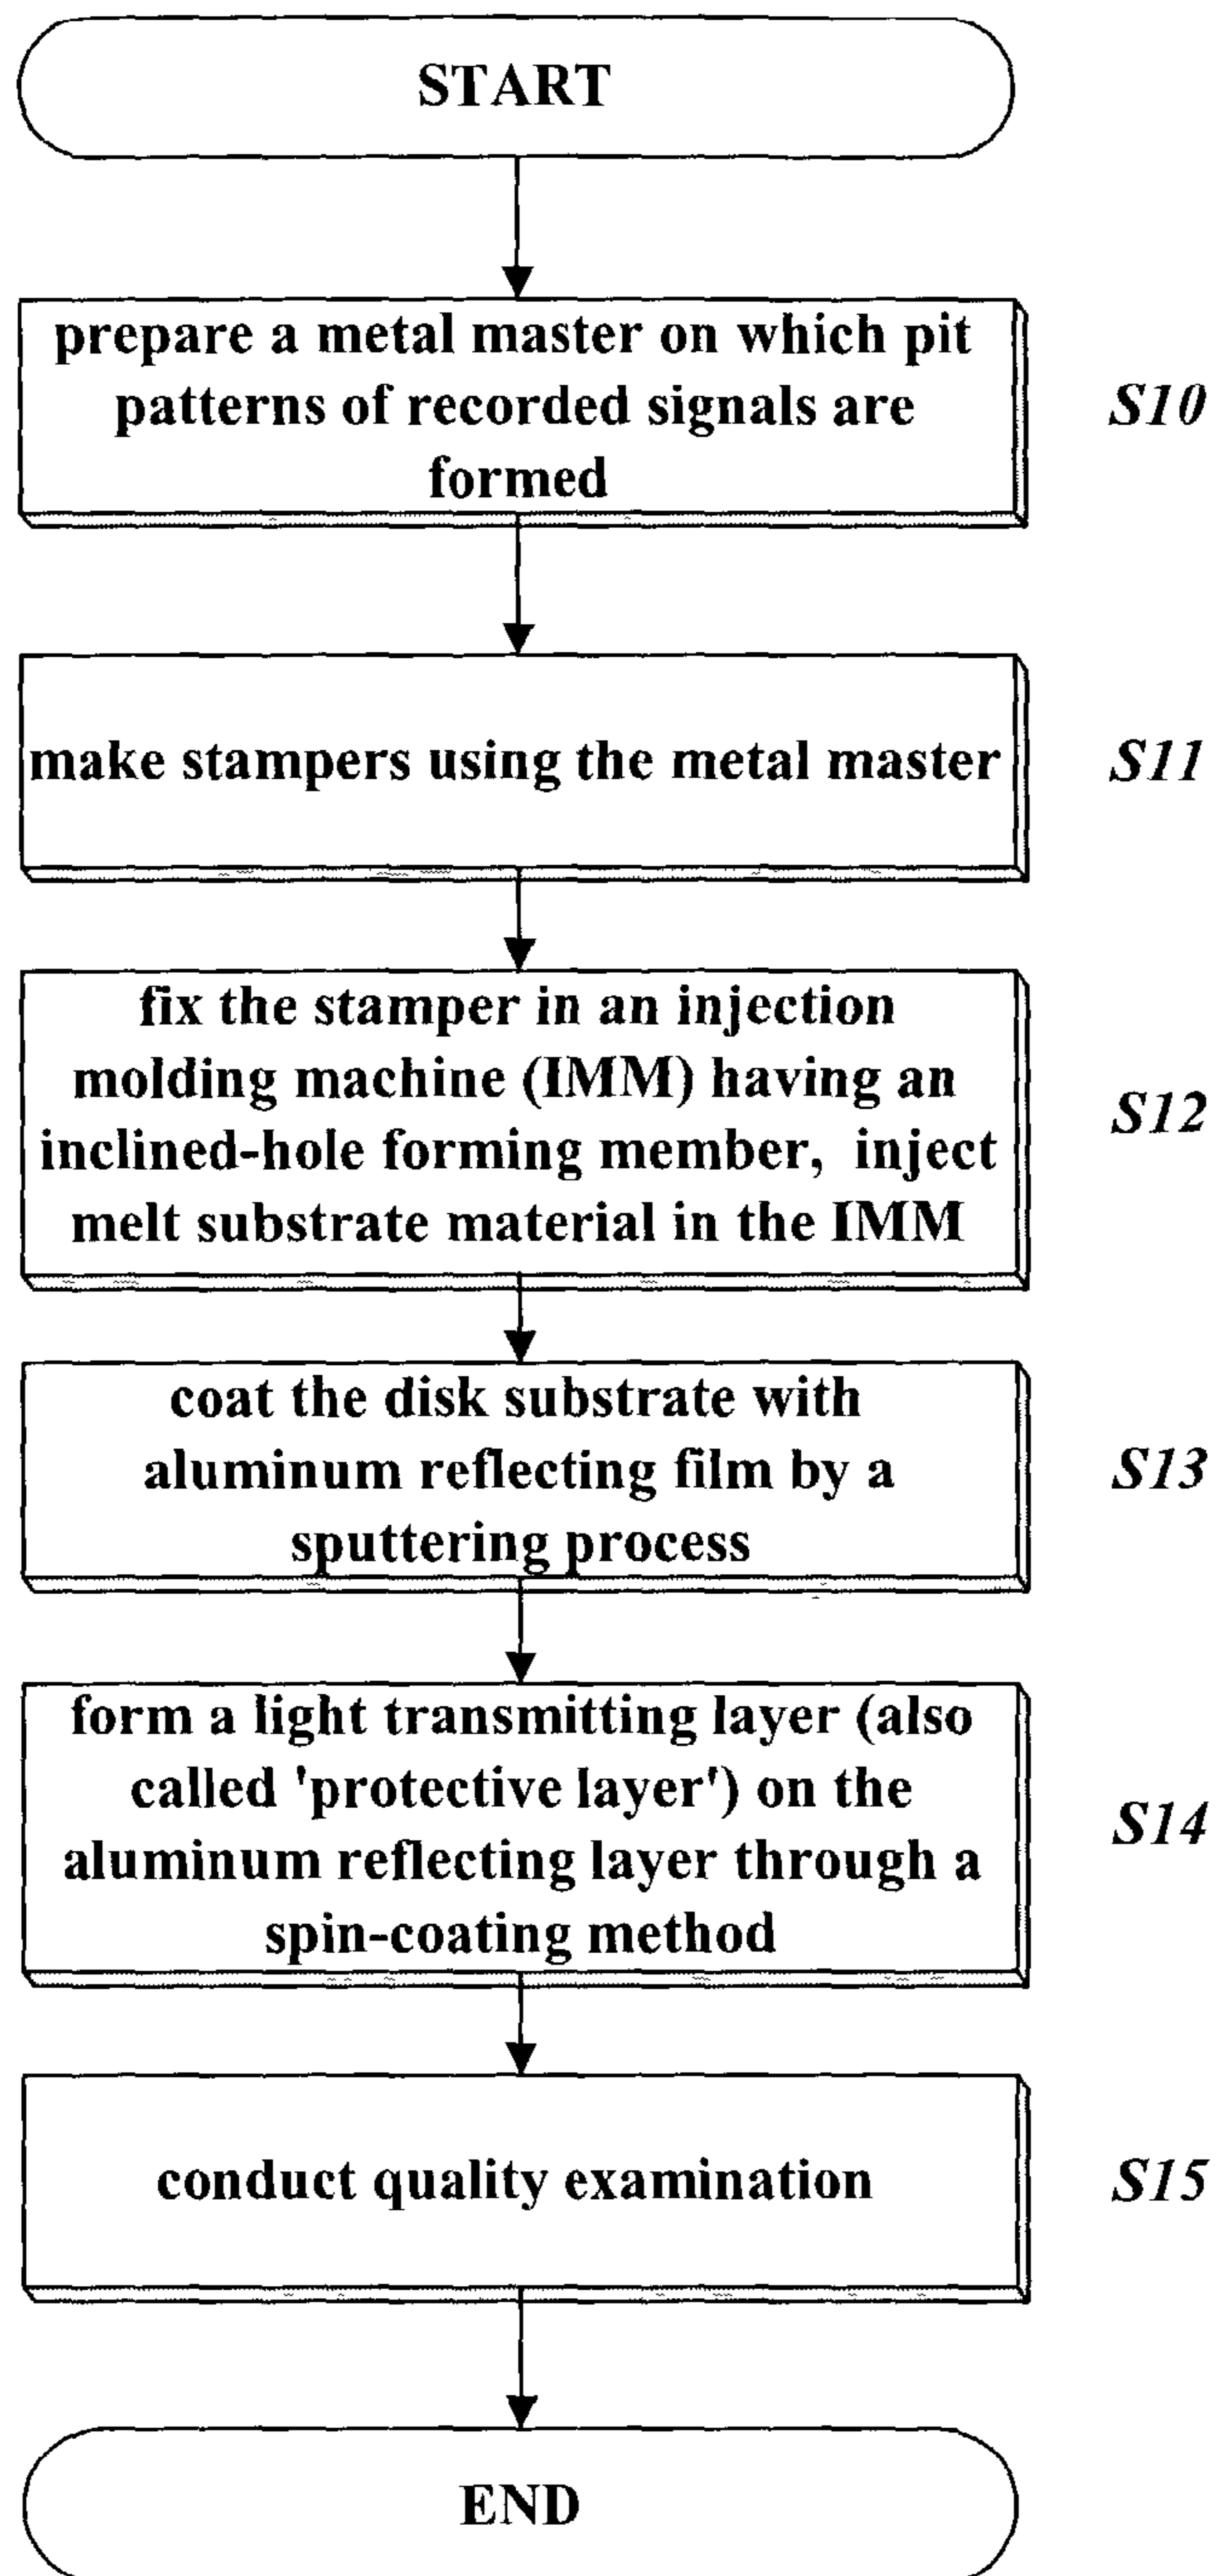 START
prepare a metal master on which pit
patterns of recorded signals are
formed
S10
make stampers using the metal master
S11
fix the stamper in an injection
molding machine (IMM) having an
inclined-hole forming member, inject
melt substrate material in the IMM
S12
coat the disk substrate with
aluminum reflecting film by a
sputtering process
S13
form a light transmitting layer (also
called 'protective layer') on the
aluminum reflecting layer through a
spin-coating method
S14
conduct quality examination
S15
END